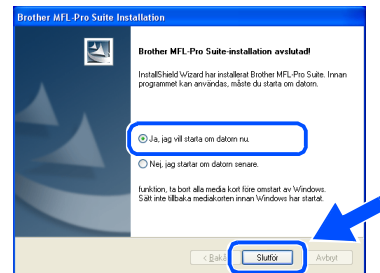 Brother MFL-Pro Suite Installation
Brother MFL-Pro Suite-installation avslutad!
InstallShield Wizard har installerat Brother MFL-Pro Suite. Innan
programmet kan användas, måste du starta om datorn.
Ja, jag vill starta om datorn nu.
Nej, jag startar om datorn senare.
funktion, ta bort alla media kort före omstart av Windows.
Sätt inte tillbaka mediakorten innan Windows har startat.
Slutför
Avbryt